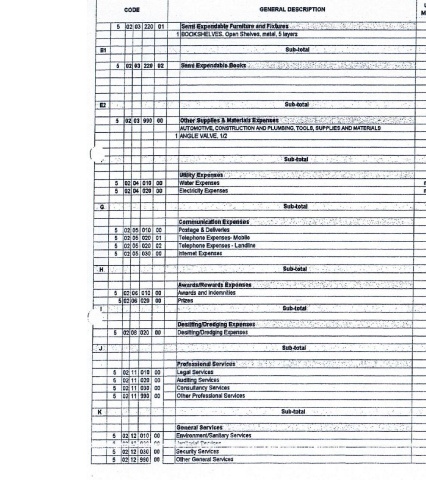 CODE GENERAL DESCRIPTION
5 02 03 220 01 Semi Expendable Furniture and Fixtures
1 BOOKSHELVES, Open Shelves, metal, 5 layers
E1 Sub-total
5 02 03 220 02 Semi Expendable Books
E2 Sub-total
5 02 03 990 00 Other Supplies & Materials Expenses
AUTOMOTIVE, CONSTRUCTION AND PLUMBING, TOOLS, SUPPLIES AND MATERIALS
1 ANGLE VALVE, 1/2
Sub-total
Utility Expenses
5 02 04 010 00 Water Expenses
5 02 04 020 00 Electricity Expenses
G. Sub-total
Communication Expenses
5 02 05 010 00 Postage & Deliveries
5 02 05 020 01 Telephone Expenses- Mobile
5 02 05 020 02 Telephone Expenses - Landline
5 02 05 030 00 Internet Expenses
H. Sub-total
Awards/Rewards Expenses
5 02 06 010 00 Awards and Indemnities
5 02 06 020 00 Prizes
I Sub-total
Desilting/Dredging Expenses
5 02 08 020 00 Desilting/Dredging Expenses
J Sub-total
Professional Services
5 02 11 010 00 Legal Services
5 02 11 020 00 Auditing Services
5 02 11 030 00 Consultancy Services
5 02 11 990 00 Other Professional Services
K Sub-total
General Services
5 02 12 010 00 Environment/Sanitary Services
5 02 12 030 00 Security Services
5 02 12 990 00 Other General Services